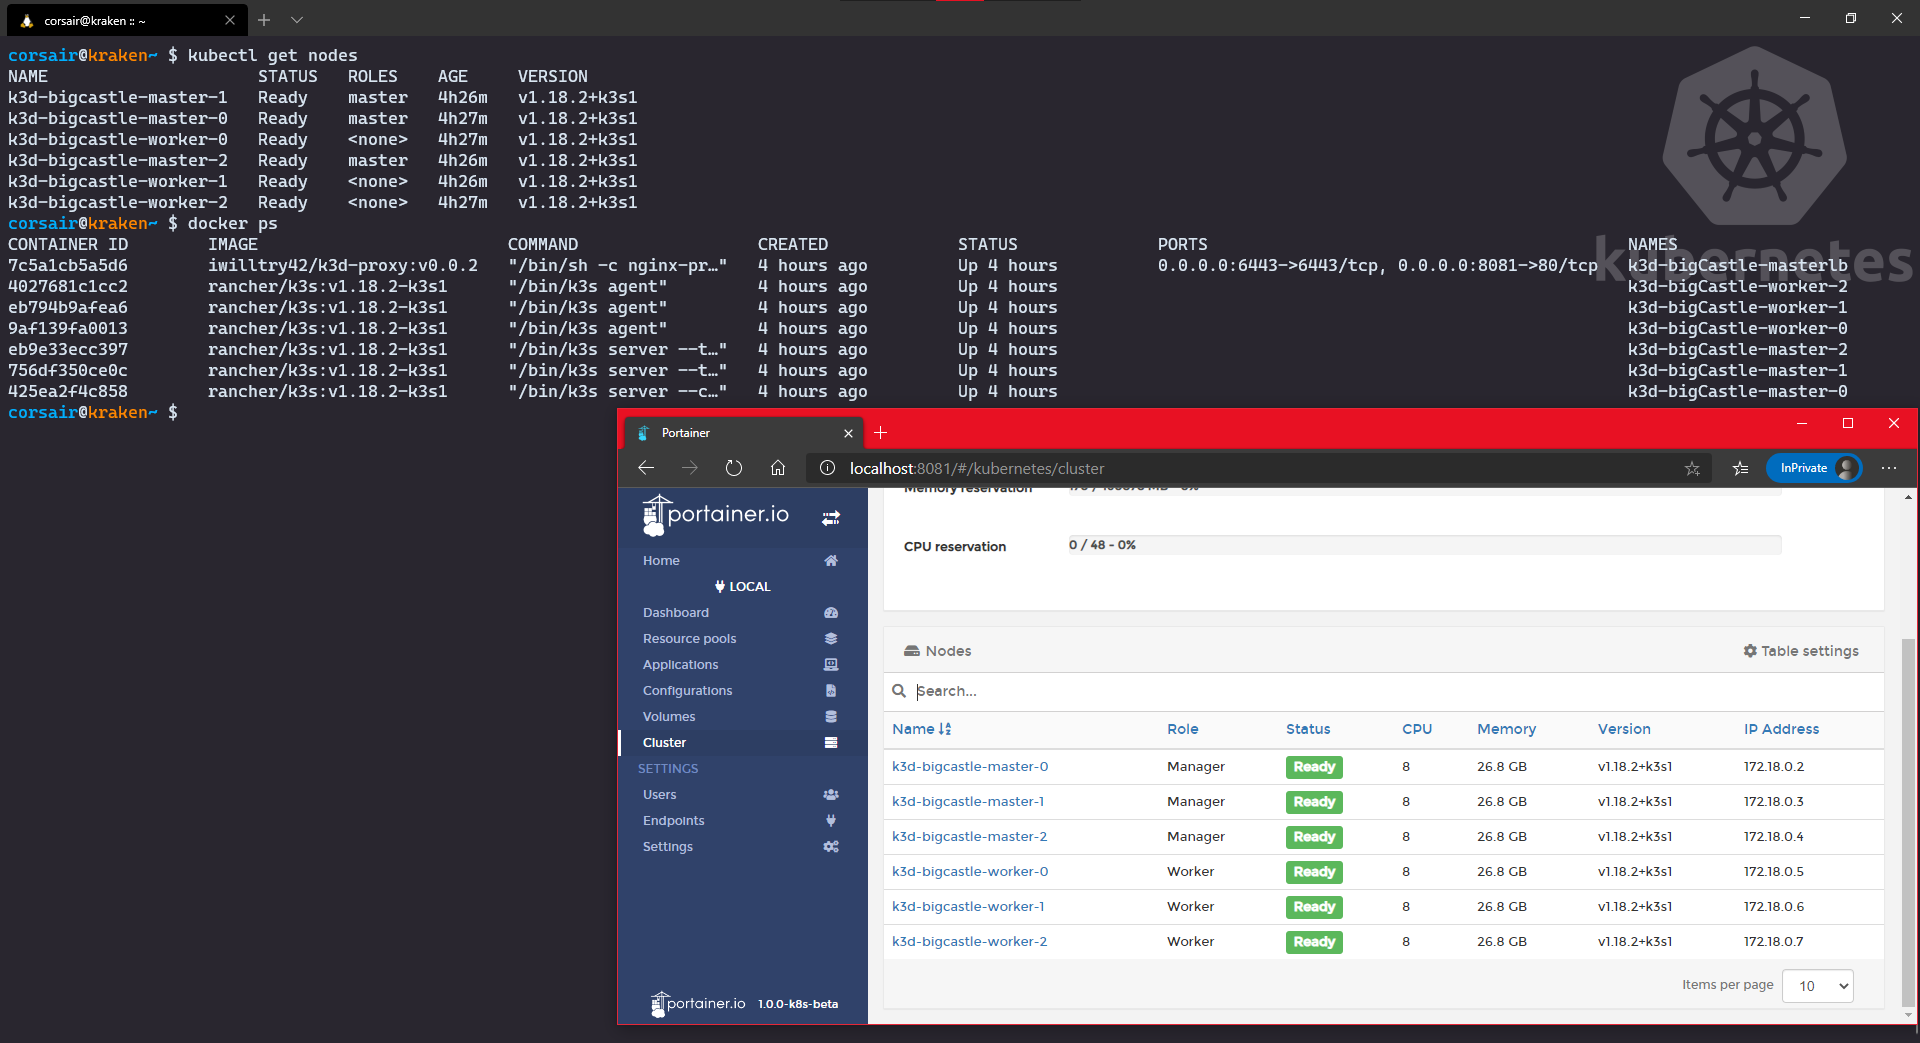 corsair@kraken :: ~
corsair@kraken~ $ kubectl get nodes
NAME STATUS ROLES AGE VERSION
k3d-bigcastle-master-1 Ready master 4h26m v1.18.2+k3s1
k3d-bigcastle-master-0 Ready master 4h27m v1.18.2+k3s1
k3d-bigcastle-worker-0 Ready <none> 4h27m v1.18.2+k3s1
k3d-bigcastle-master-2 Ready master 4h26m v1.18.2+k3s1
k3d-bigcastle-worker-1 Ready <none> 4h26m v1.18.2+k3s1
k3d-bigcastle-worker-2 Ready <none> 4h27m v1.18.2+k3s1
corsair@kraken~ $ docker ps
CONTAINER ID IMAGE COMMAND CREATED STATUS PORTS NAMES
7c5a1cb5a5d6 iwilltry42/k3d-proxy:v0.0.2 "/bin/sh -c nginx-pr…" 4 hours ago Up 4 hours 0.0.0.0:6443->6443/tcp, 0.0.0.0:8081->80/tcp k3d-bigCastle-masterlb
4027681c1cc2 rancher/k3s:v1.18.2-k3s1 "/bin/k3s agent" 4 hours ago Up 4 hours k3d-bigCastle-worker-2
eb794b9afea6 rancher/k3s:v1.18.2-k3s1 "/bin/k3s agent" 4 hours ago Up 4 hours k3d-bigCastle-worker-1
9af139fa0013 rancher/k3s:v1.18.2-k3s1 "/bin/k3s agent" 4 hours ago Up 4 hours k3d-bigCastle-worker-0
eb9e33ecc397 rancher/k3s:v1.18.2-k3s1 "/bin/k3s server --t…" 4 hours ago Up 4 hours k3d-bigCastle-master-2
756df350ce0c rancher/k3s:v1.18.2-k3s1 "/bin/k3s server --t…" 4 hours ago Up 4 hours k3d-bigCastle-master-1
425ea2f4c858 rancher/k3s:v1.18.2-k3s1 "/bin/k3s server --c…" 4 hours ago Up 4 hours k3d-bigCastle-master-0
corsair@kraken~ $
kubernetes
Portainer
localhost:8081/#/kubernetes/cluster
InPrivate
portainer.io
Home
LOCAL
Dashboard
Resource pools
Applications
Configurations
Volumes
Cluster
SETTINGS
Users
Endpoints
Settings
portainer.io 1.0.0-k8s-beta
Memory reservation
CPU reservation 0 / 48 - 0%
Nodes Table settings
Search...
Name Role Status CPU Memory Version IP Address
k3d-bigcastle-master-0 Manager Ready 8 26.8 GB v1.18.2+k3s1 172.18.0.2
k3d-bigcastle-master-1 Manager Ready 8 26.8 GB v1.18.2+k3s1 172.18.0.3
k3d-bigcastle-master-2 Manager Ready 8 26.8 GB v1.18.2+k3s1 172.18.0.4
k3d-bigcastle-worker-0 Worker Ready 8 26.8 GB v1.18.2+k3s1 172.18.0.5
k3d-bigcastle-worker-1 Worker Ready 8 26.8 GB v1.18.2+k3s1 172.18.0.6
k3d-bigcastle-worker-2 Worker Ready 8 26.8 GB v1.18.2+k3s1 172.18.0.7
Items per page 10